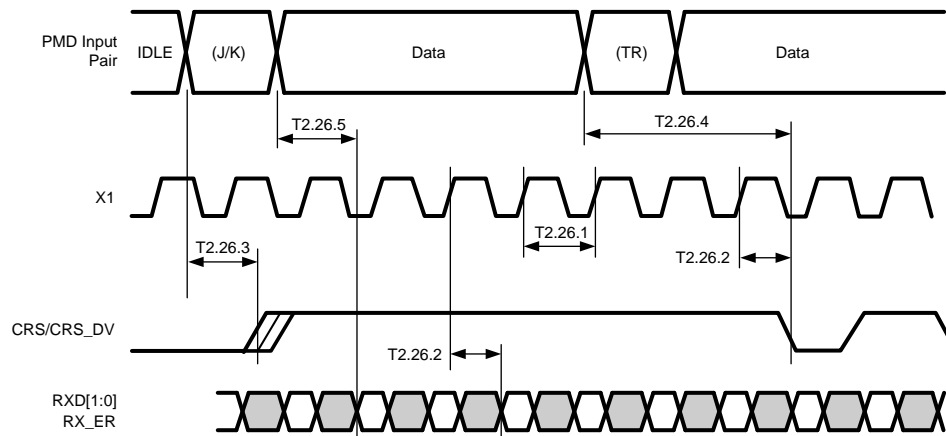 PMD Input
Pair
IDLE
(J/K)
Data
(TR)
Data
T2.26.5
T2.26.4
X1
T2.26.3
T2.26.1
T2.26.2
CRS/CRS_DV
T2.26.2
RXD[1:0]
RX_ER